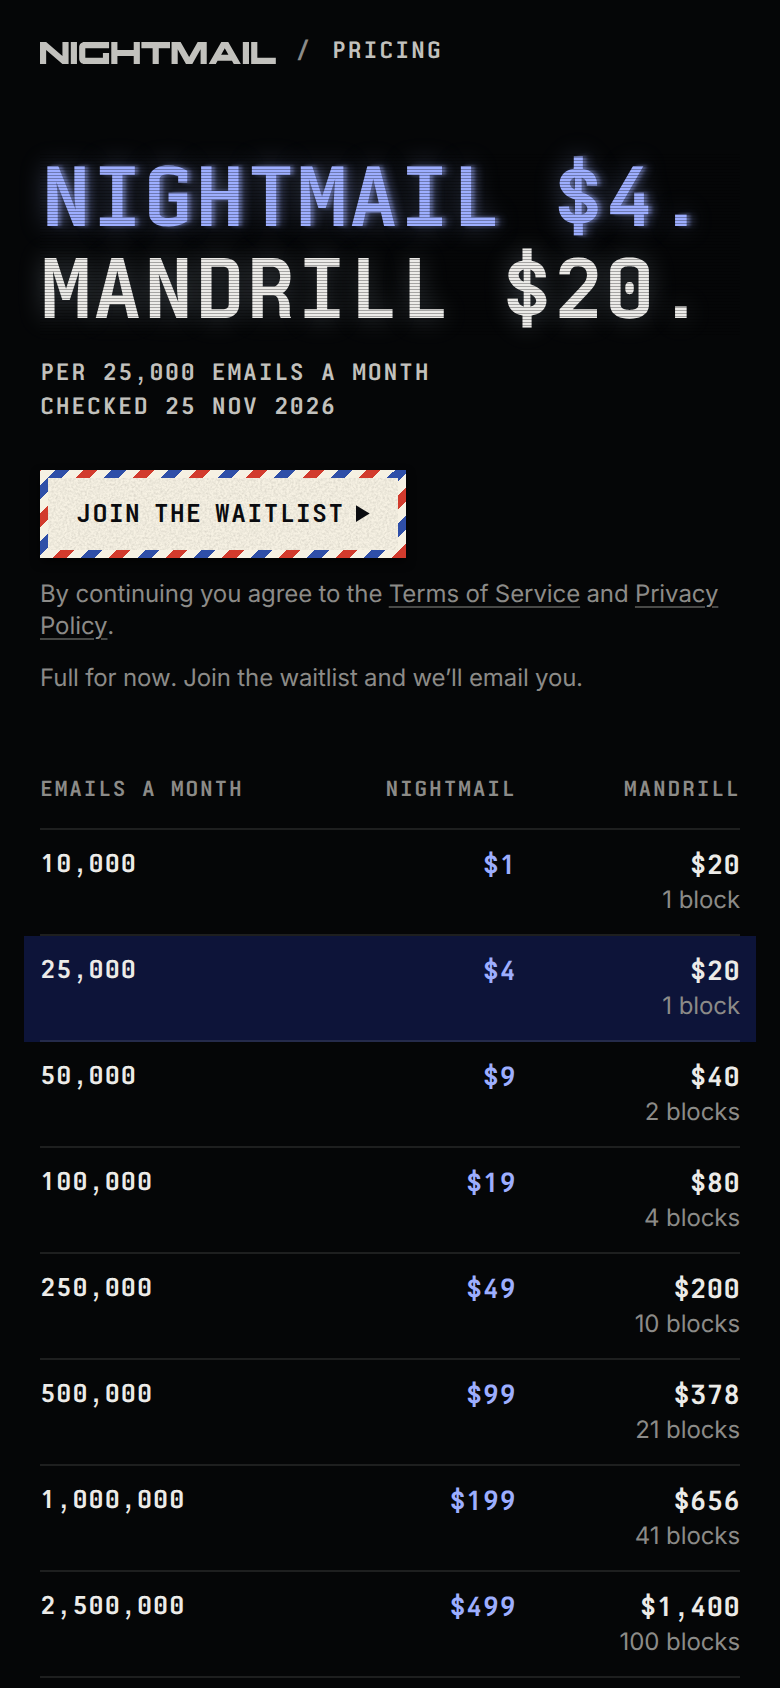 NIGHTMAIL / PRICING
NIGHTMAIL $4.
MANDRILL $20.
PER 25,000 EMAILS A MONTH
CHECKED 25 NOV 2026
JOIN THE WAITLIST ▶
By continuing you agree to the Terms of Service and Privacy
Policy.
Full for now. Join the waitlist and we’ll email you.
EMAILS A MONTH NIGHTMAIL MANDRILL
10,000 $1 $20
1 block
25,000 $4 $20
1 block
50,000 $9 $40
2 blocks
100,000 $19 $80
4 blocks
250,000 $49 $200
10 blocks
500,000 $99 $378
21 blocks
1,000,000 $199 $656
41 blocks
2,500,000 $499 $1,400
100 blocks